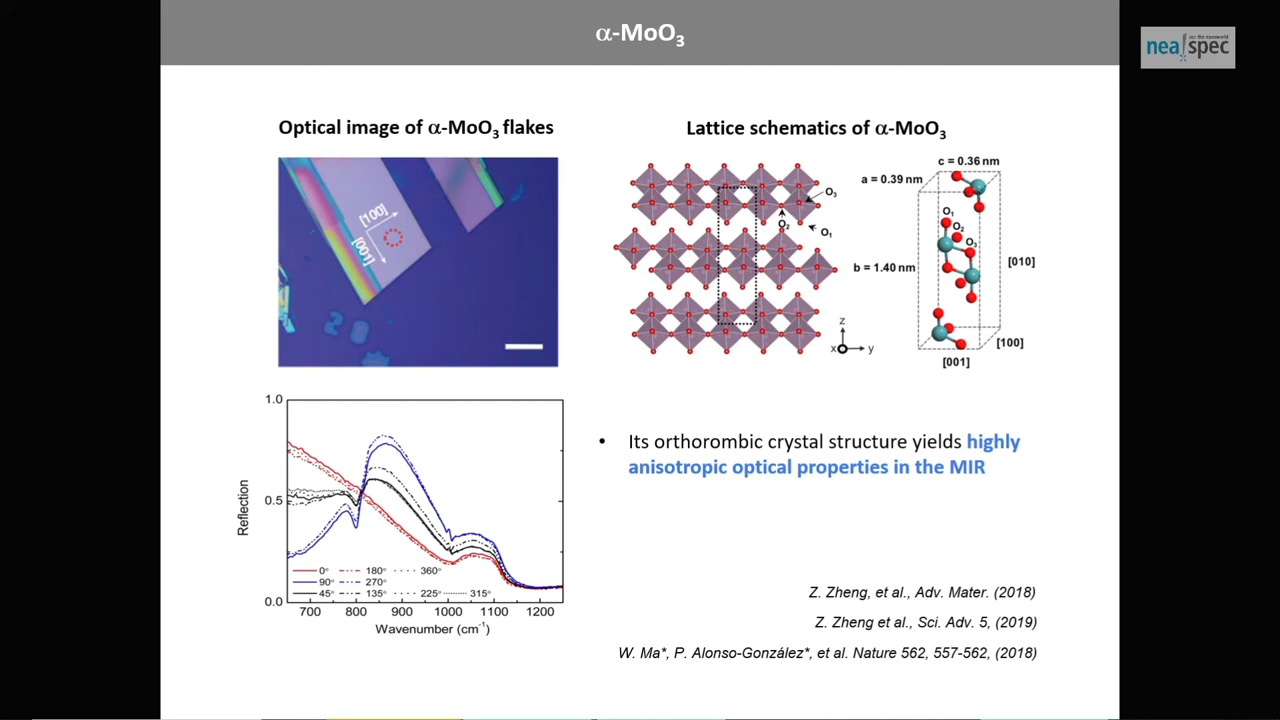 α-MoO₃
nea spec
Optical image of α-MoO₃ flakes
Lattice schematics of α-MoO₃
[100]
[001]
O₃
O₂
O₁
z
x
y
c = 0.36 nm
a = 0.39 nm
O₁
O₂
O₃
b = 1.40 nm
[010]
[100]
[001]
1.0
0.5
0.0
Reflection
0° 180° 360°
90° 270°
45° 135° 225° 315°
700 800 900 1000 1100 1200
Wavenumber (cm⁻¹)
• Its orthorombic crystal structure yields highly
anisotropic optical properties in the MIR
Z. Zheng, et al., Adv. Mater. (2018)
Z. Zheng et al., Sci. Adv. 5, (2019)
W. Ma*, P. Alonso-González*, et al. Nature 562, 557-562, (2018)